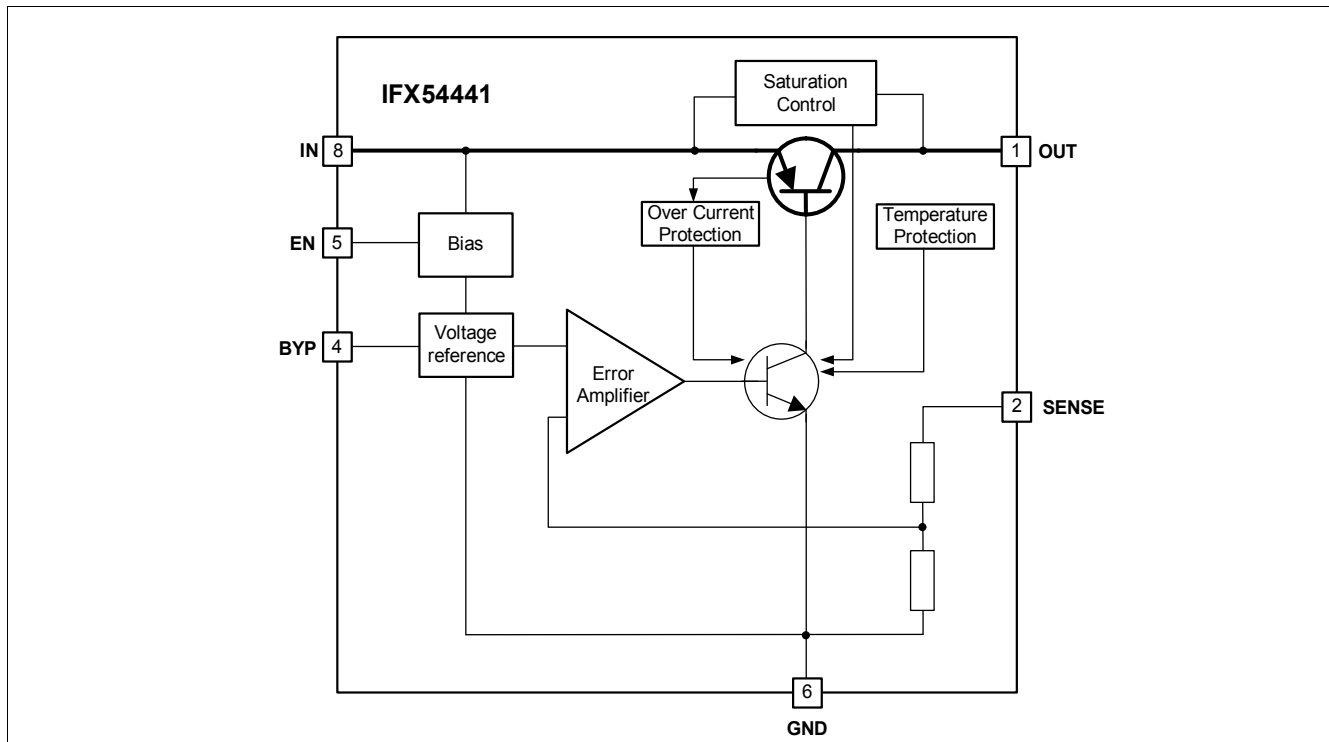 IFX54441
Saturation
Control
IN
8
1
OUT
Over Current
Protection
Temperature
Protection
EN
5
Bias
BYP
4
Voltage
reference
Error
Amplifier
2
SENSE
6
GND